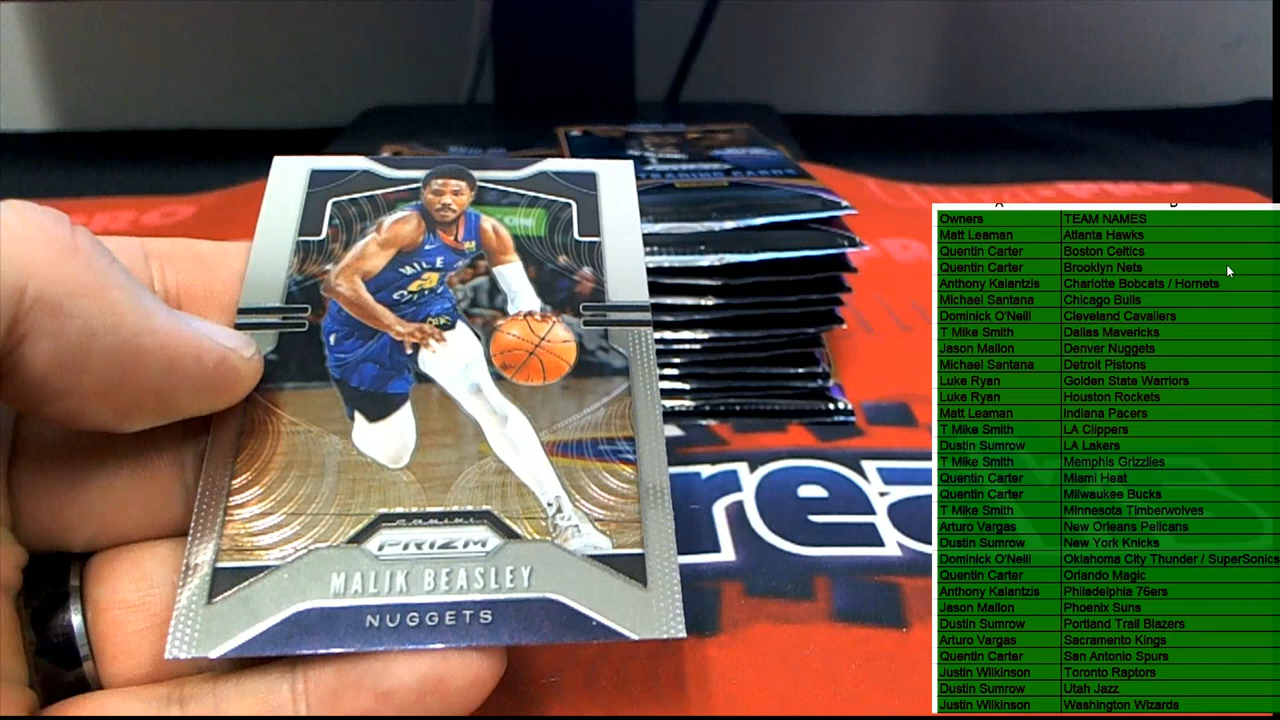 TRADING CARDS
MILE
2
PRIZM
MALIK BEASLEY
NUGGETS
rea
Owners TEAM NAMES
Matt Leaman Atlanta Hawks
Quentin Carter Boston Celtics
Quentin Carter Brooklyn Nets
Anthony Kalantzis Charlotte Bobcats / Hornets
Michael Santana Chicago Bulls
Dominick O'Neill Cleveland Cavaliers
T Mike Smith Dallas Mavericks
Jason Mallon Denver Nuggets
Michael Santana Detroit Pistons
Luke Ryan Golden State Warriors
Luke Ryan Houston Rockets
Matt Leaman Indiana Pacers
T Mike Smith LA Clippers
Dustin Sumrow LA Lakers
T Mike Smith Memphis Grizzlies
Quentin Carter Miami Heat
Quentin Carter Milwaukee Bucks
T Mike Smith Minnesota Timberwolves
Arturo Vargas New Orleans Pelicans
Dustin Sumrow New York Knicks
Dominick O'Neill Oklahoma City Thunder / SuperSonics
Quentin Carter Orlando Magic
Anthony Kalantzis Philadelphia 76ers
Jason Mallon Phoenix Suns
Dustin Sumrow Portland Trail Blazers
Arturo Vargas Sacramento Kings
Quentin Carter San Antonio Spurs
Justin Wilkinson Toronto Raptors
Dustin Sumrow Utah Jazz
Justin Wilkinson Washington Wizards